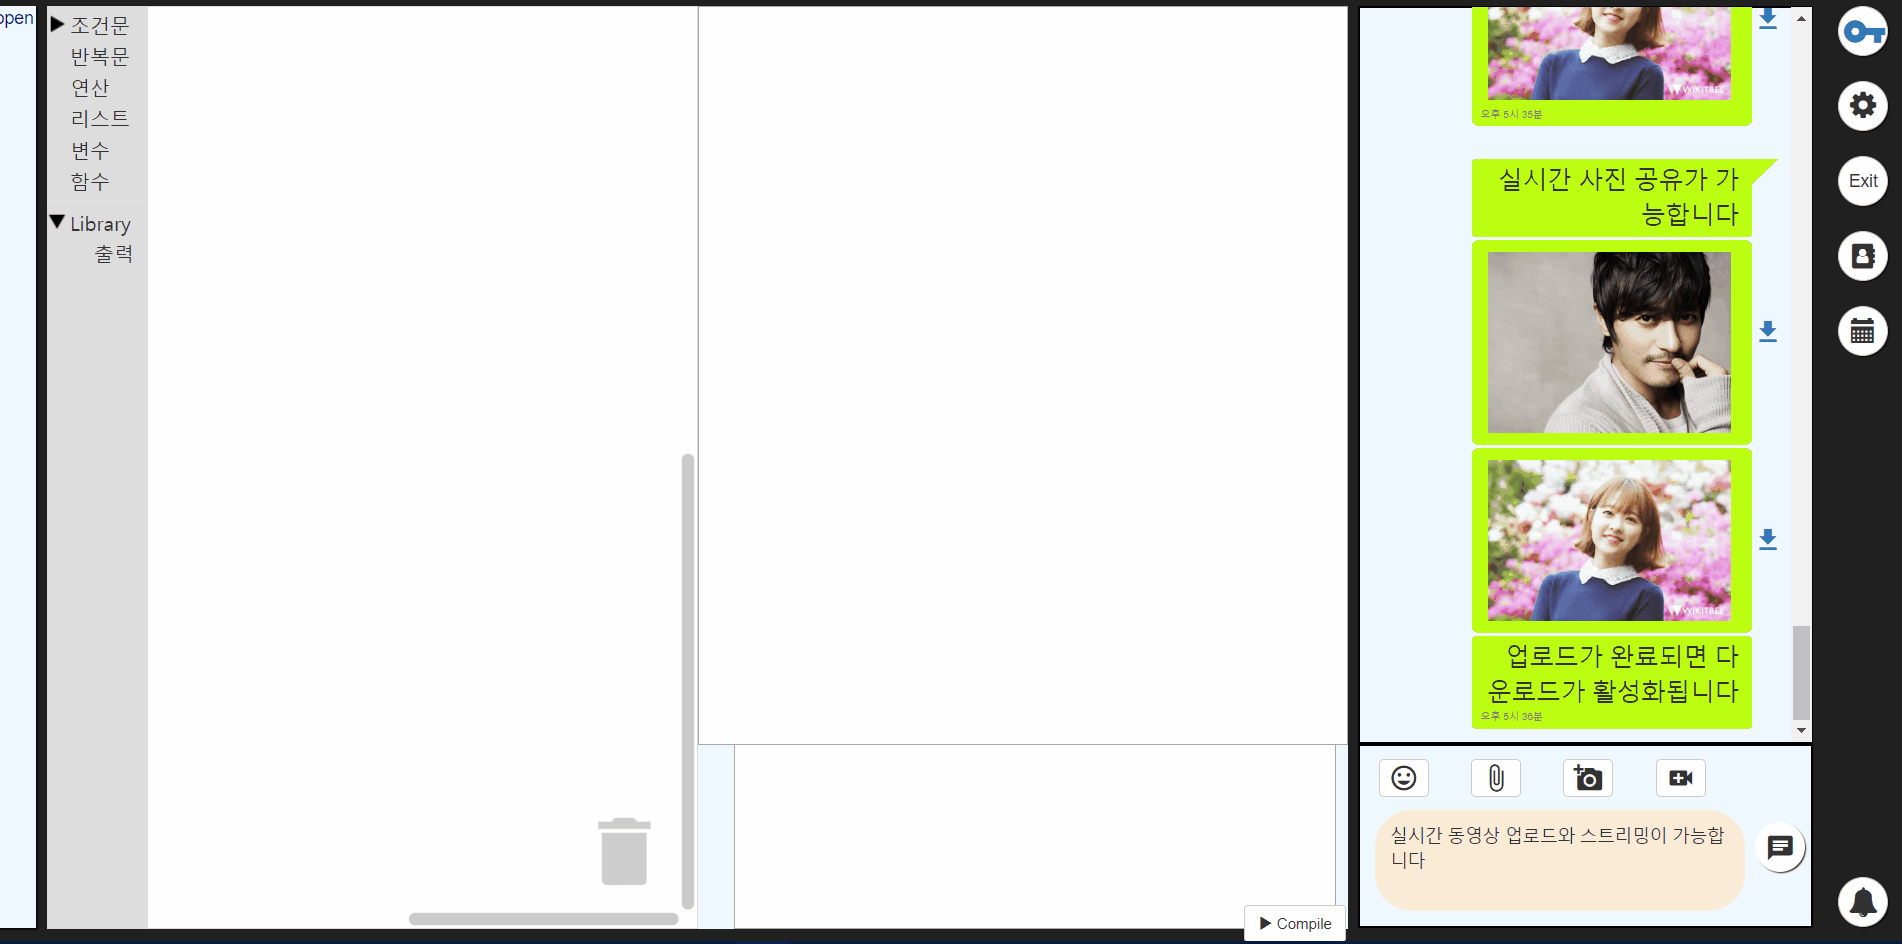 open
조건문
반복문
연산
리스트
변수
함수
Library
출력
Compile
WIKITREE
오후 5시 35분
실시간 사진 공유가 가
능합니다
WIKITREE
업로드가 완료되면 다
운로드가 활성화됩니다
오후 5시 36분
실시간 동영상 업로드와 스트리밍이 가능합
니다
Exit